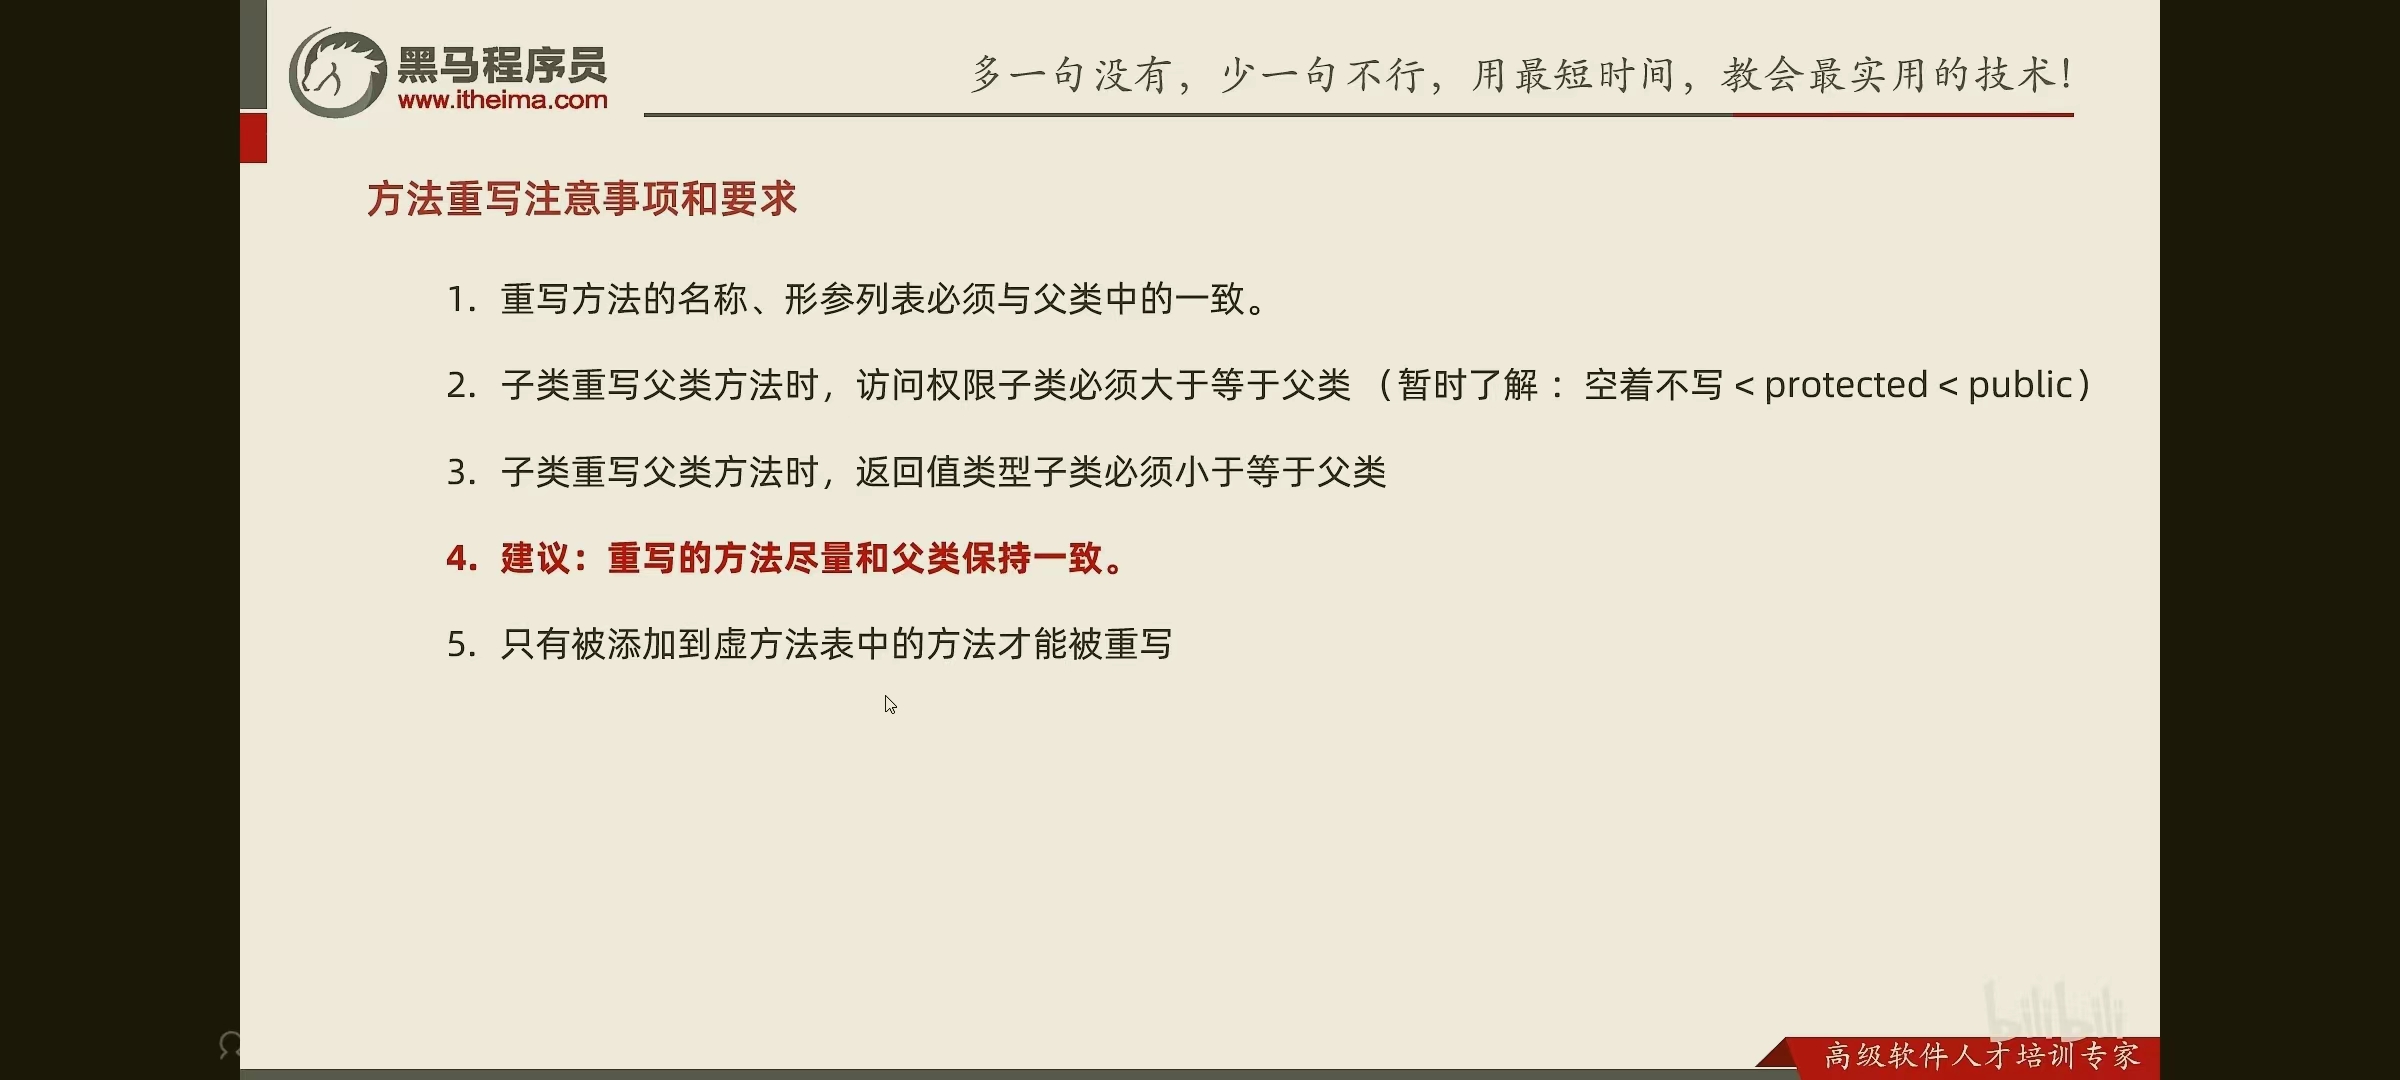 黑马程序员
www.itheima.com
多一句没有，少一句不行，用最短时间，教会最实用的技术！
方法重写注意事项和要求
1. 重写方法的名称、形参列表必须与父类中的一致。
2. 子类重写父类方法时，访问权限子类必须大于等于父类（暂时了解：空着不写 < protected < public）
3. 子类重写父类方法时，返回值类型子类必须小于等于父类
4. 建议：重写的方法尽量和父类保持一致。
5. 只有被添加到虚方法表中的方法才能被重写
bilibili
高级软件人才培训专家